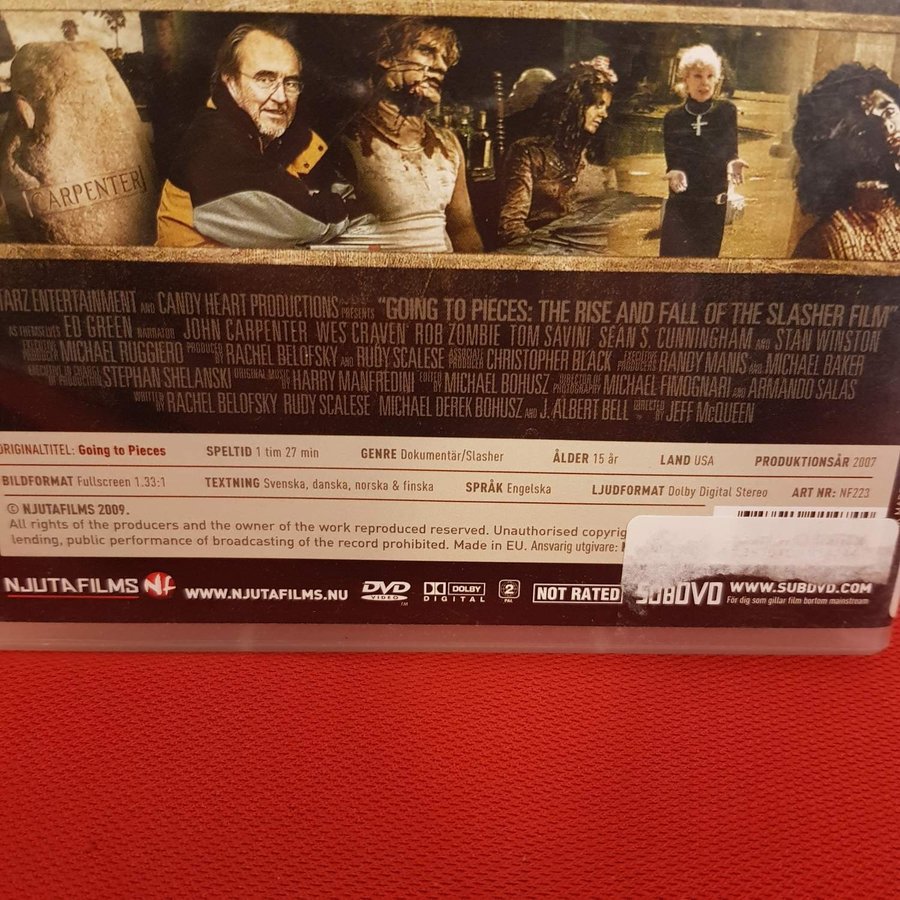 CARPENTER
STARZ ENTERTAINMENT AND CANDY HEART PRODUCTIONS PRESENTS "GOING TO PIECES: THE RISE AND FALL OF THE SLASHER FILM"
AS THEMSELVES ED GREEN NARRATOR JOHN CARPENTER WES CRAVEN ROB ZOMBIE TOM SAVINI SEAN S. CUNNINGHAM AND STAN WINSTON
EXECUTIVE PRODUCER MICHAEL RUGGIERO PRODUCED BY RACHEL BELOFSKY AND RUDY SCALESE ASSOCIATE PRODUCER CHRISTOPHER BLACK EXECUTIVE PRODUCERS RANDY MANIS AND MICHAEL BAKER
EXECUTIVE IN CHARGE OF PRODUCTION STEPHAN SHELANSKI ORIGINAL MUSIC BY HARRY MANFREDINI EDITED BY MICHAEL BOHUSZ DIRECTOR OF PHOTOGRAPHY MICHAEL FIMOGNARI AND ARMANDO SALAS
WRITTEN BY RACHEL BELOFSKY RUDY SCALESE MICHAEL DEREK BOHUSZ AND J. ALBERT BELL DIRECTED BY JEFF McQUEEN
ORIGINALTITEL: Going to Pieces SPELTID 1 tim 27 min GENRE Dokumentär/Slasher ÅLDER 15 år LAND USA PRODUKTIONSÅR 2007
BILDFORMAT Fullscreen 1.33:1 TEXTNING Svenska, danska, norska & finska SPRÅK Engelska LJUDFORMAT Dolby Digital Stereo ART NR: NF223
© NJUTAFILMS 2009.
All rights of the producers and the owner of the work reproduced reserved. Unauthorised copyrig
lending, public performance of broadcasting of the record prohibited. Made in EU. Ansvarig utgivare:
NJUTAFILMS Nf WWW.NJUTAFILMS.NU DVD VIDEO TM DOLBY DIGITAL 2 PAL NOT RATED SUBDVD WWW.SUBDVD.COM
För dig som gillar film bortom mainstream